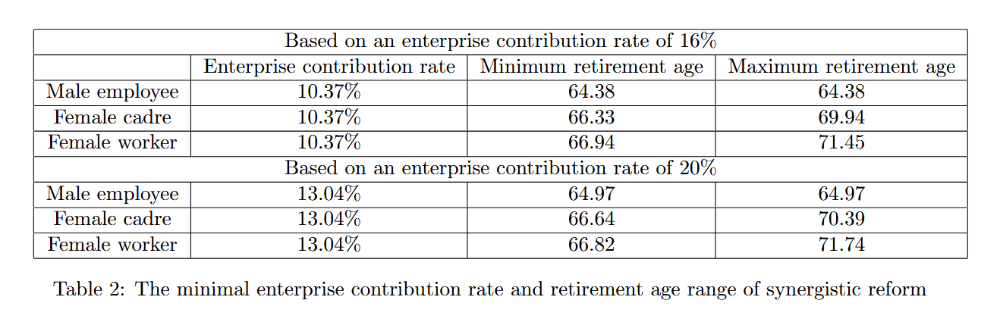 Based on an enterprise contribution rate of 16%
Enterprise contribution rate Minimum retirement age Maximum retirement age
Male employee 10.37% 64.38 64.38
Female cadre 10.37% 66.33 69.94
Female worker 10.37% 66.94 71.45
Based on an enterprise contribution rate of 20%
Male employee 13.04% 64.97 64.97
Female cadre 13.04% 66.64 70.39
Female worker 13.04% 66.82 71.74
Table 2: The minimal enterprise contribution rate and retirement age range of synergistic reform